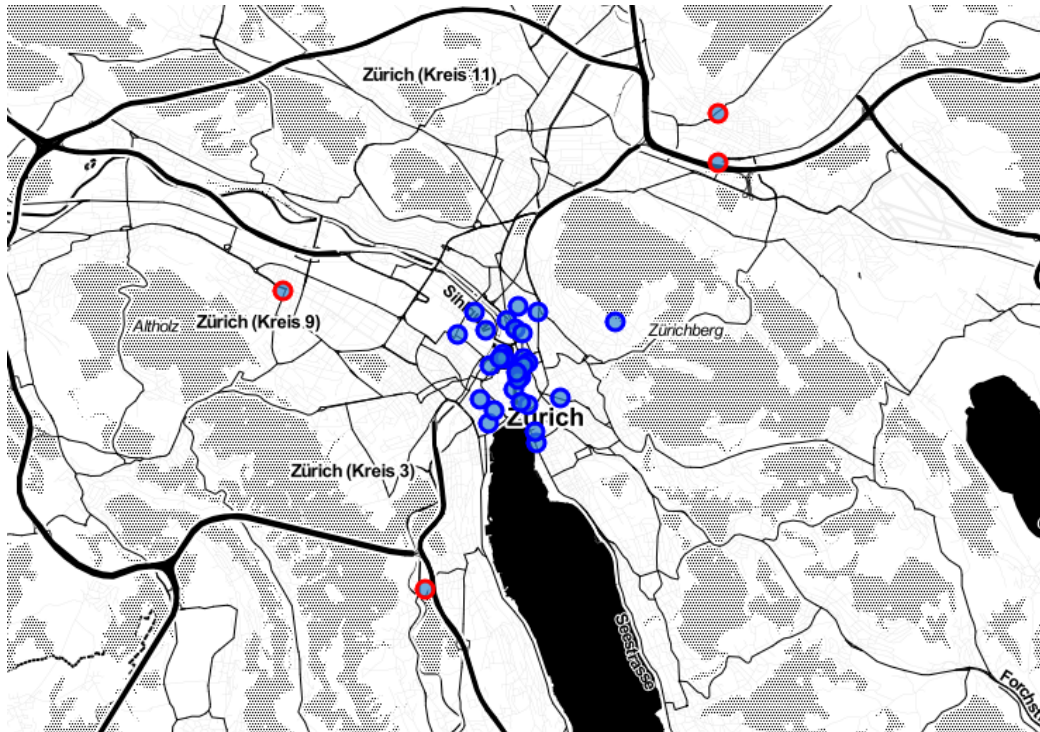 Zürich (Kreis 11)
Sih
Altholz
Zürich (Kreis 9)
Zürichberg
Zürich
Zürich (Kreis 3)
Seestrasse
Forchst